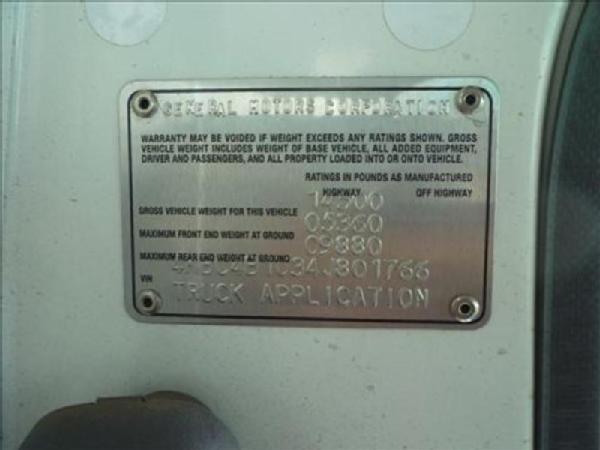 GENERAL MOTORS CORPORATION
WARRANTY MAY BE VOIDED IF WEIGHT EXCEEDS ANY RATINGS SHOWN. GROSS
VEHICLE WEIGHT INCLUDES WEIGHT OF BASE VEHICLE, ALL ADDED EQUIPMENT,
DRIVER AND PASSENGERS, AND ALL PROPERTY LOADED INTO OR ONTO VEHICLE.
RATINGS IN POUNDS AS MANUFACTURED
HIGHWAY OFF HIGHWAY
GROSS VEHICLE WEIGHT FOR THIS VEHICLE
MAXIMUM FRONT END WEIGHT AT GROUND 05360
MAXIMUM REAR END WEIGHT AT GROUND 09880
VIN
TRUCK APPLICATION